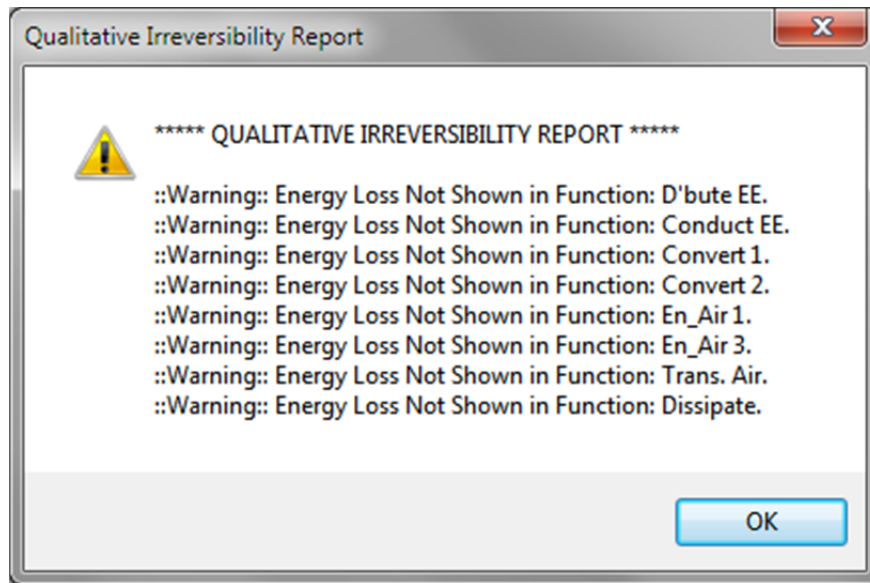 Qualitative Irreversibility Report
***** QUALITATIVE IRREVERSIBILITY REPORT *****
::Warning:: Energy Loss Not Shown in Function: D'bute EE.
::Warning:: Energy Loss Not Shown in Function: Conduct EE.
::Warning:: Energy Loss Not Shown in Function: Convert 1.
::Warning:: Energy Loss Not Shown in Function: Convert 2.
::Warning:: Energy Loss Not Shown in Function: En_Air 1.
::Warning:: Energy Loss Not Shown in Function: En_Air 3.
::Warning:: Energy Loss Not Shown in Function: Trans. Air.
::Warning:: Energy Loss Not Shown in Function: Dissipate.
OK